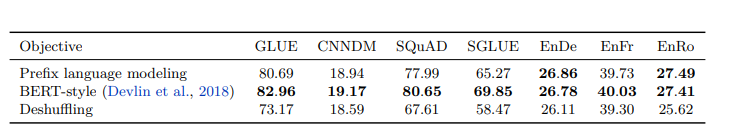 Objective GLUE CNNDM SQuAD SGLUE EnDe EnFr EnRo
Prefix language modeling 80.69 18.94 77.99 65.27 26.86 39.73 27.49
BERT-style (Devlin et al., 2018) 82.96 19.17 80.65 69.85 26.78 40.03 27.41
Deshuffling 73.17 18.59 67.61 58.47 26.11 39.30 25.62